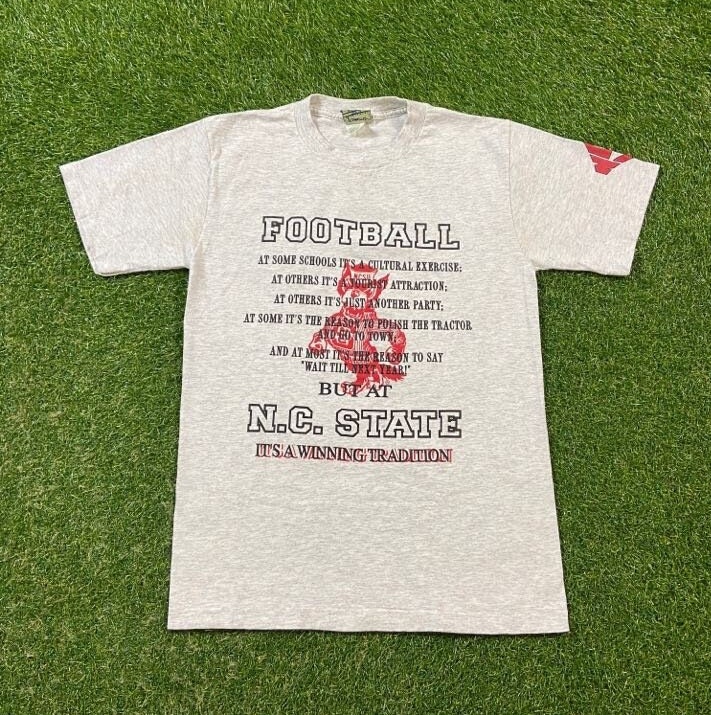 FOOTBALL
AT SOME SCHOOLS IT'S A CULTURAL EXERCISE;
AT OTHERS IT'S A TOURIST ATTRACTION;
AT OTHERS IT'S JUST ANOTHER PARTY;
AT SOME IT'S THE REASON TO POLISH THE TRACTOR
AND GO TO TOWN;
AND AT MOST IT'S THE REASON TO SAY
"WAIT TILL NEXT YEAR!"
BUT AT
N.C. STATE
IT'S A WINNING TRADITION
NCSU